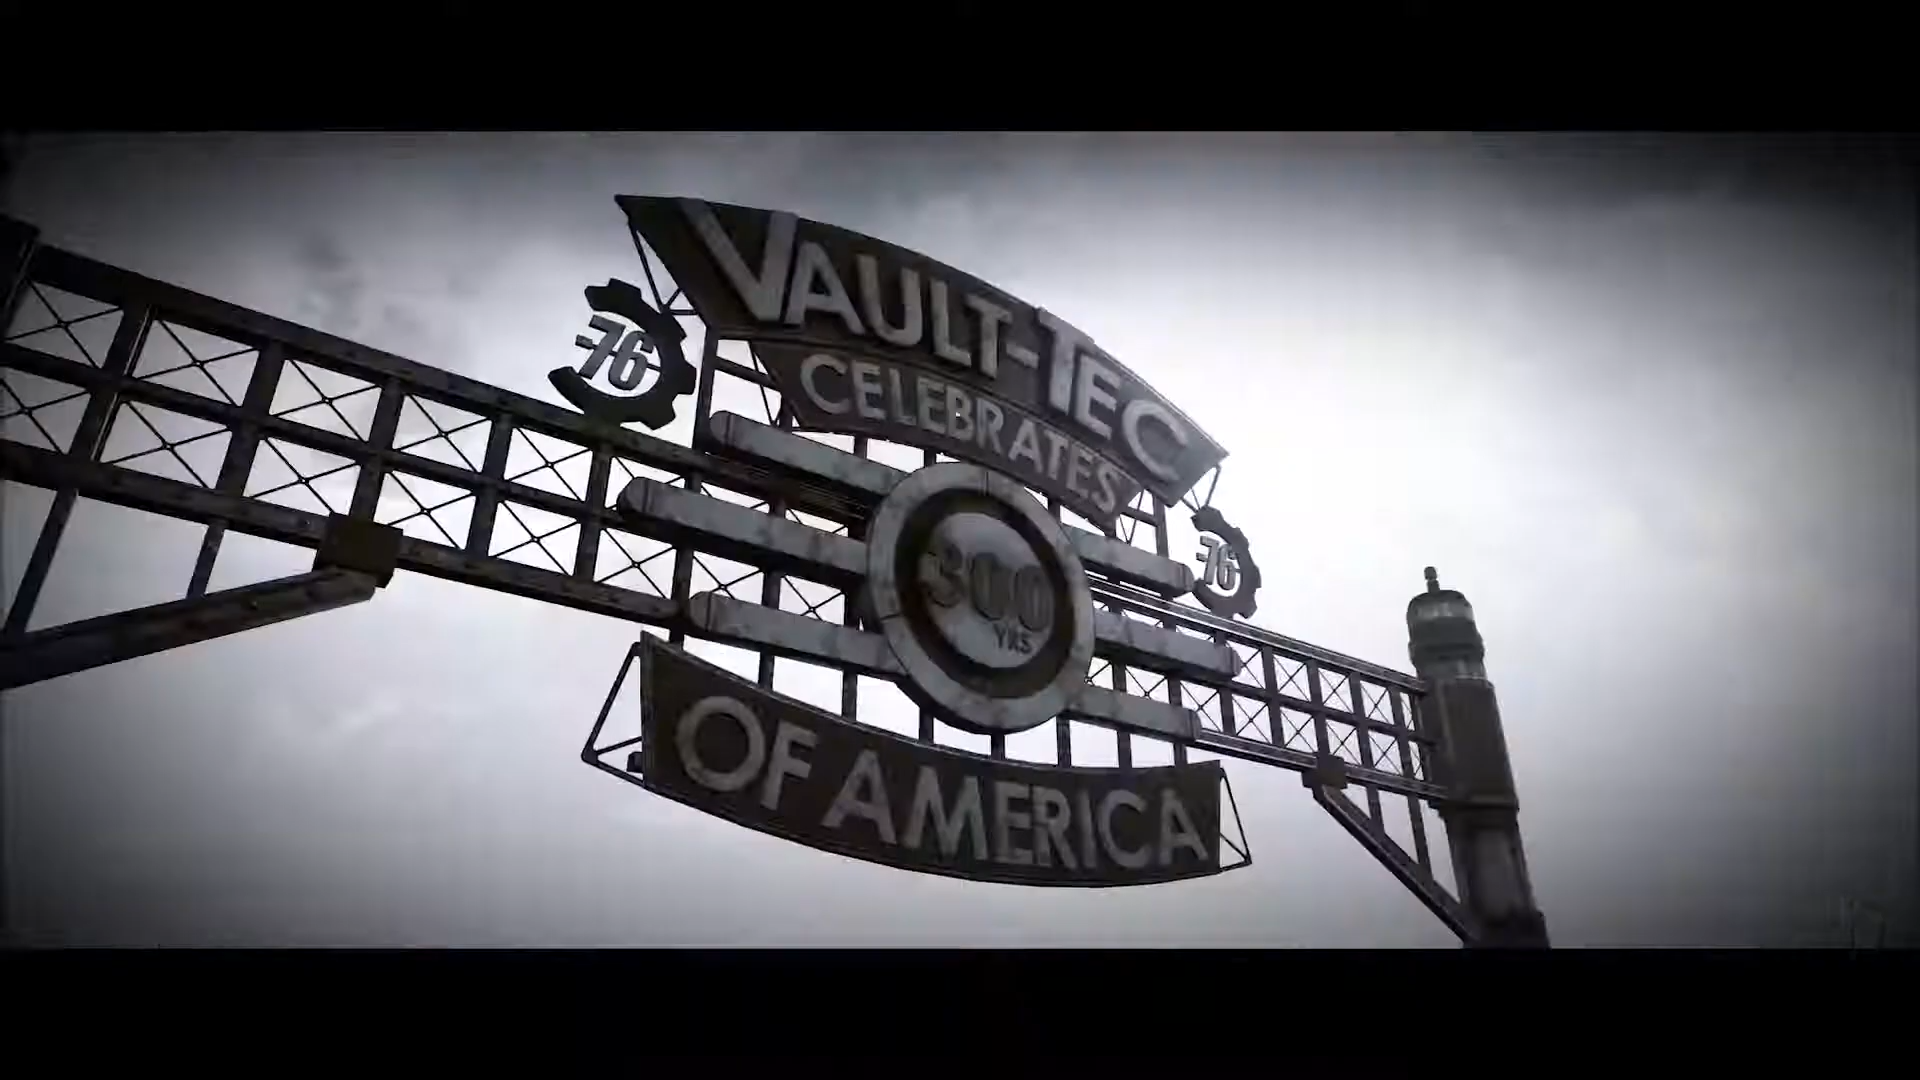 VAULT-TEC
CELEBRATES
76
76
300
YRS
OF AMERICA